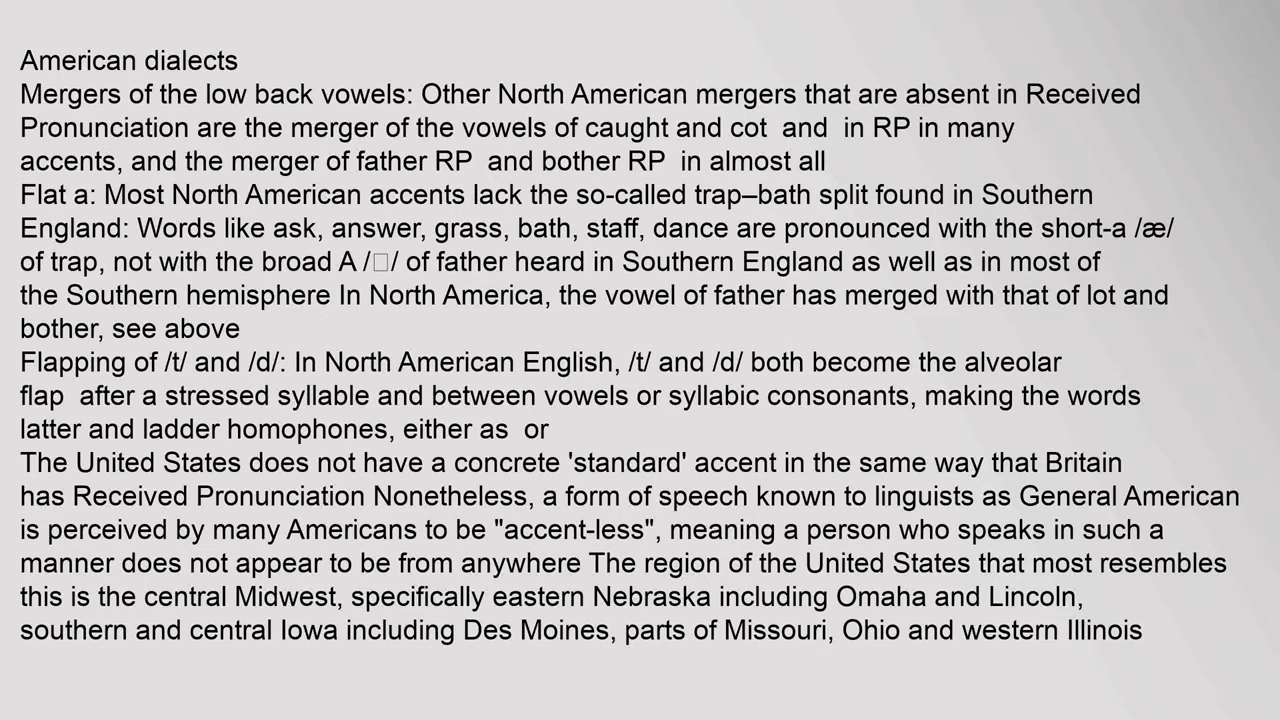 American dialects
Mergers of the low back vowels: Other North American mergers that are absent in Received
Pronunciation are the merger of the vowels of caught and cot  and  in RP in many
accents, and the merger of father RP  and bother RP  in almost all
Flat a: Most North American accents lack the so-called trap–bath split found in Southern
England: Words like ask, answer, grass, bath, staff, dance are pronounced with the short-a /æ/
of trap, not with the broad A /□/ of father heard in Southern England as well as in most of
the Southern hemisphere In North America, the vowel of father has merged with that of lot and
bother, see above
Flapping of /t/ and /d/: In North American English, /t/ and /d/ both become the alveolar
flap  after a stressed syllable and between vowels or syllabic consonants, making the words
latter and ladder homophones, either as  or
The United States does not have a concrete 'standard' accent in the same way that Britain
has Received Pronunciation Nonetheless, a form of speech known to linguists as General American
is perceived by many Americans to be "accent-less", meaning a person who speaks in such a
manner does not appear to be from anywhere The region of the United States that most resembles
this is the central Midwest, specifically eastern Nebraska including Omaha and Lincoln,
southern and central Iowa including Des Moines, parts of Missouri, Ohio and western Illinois